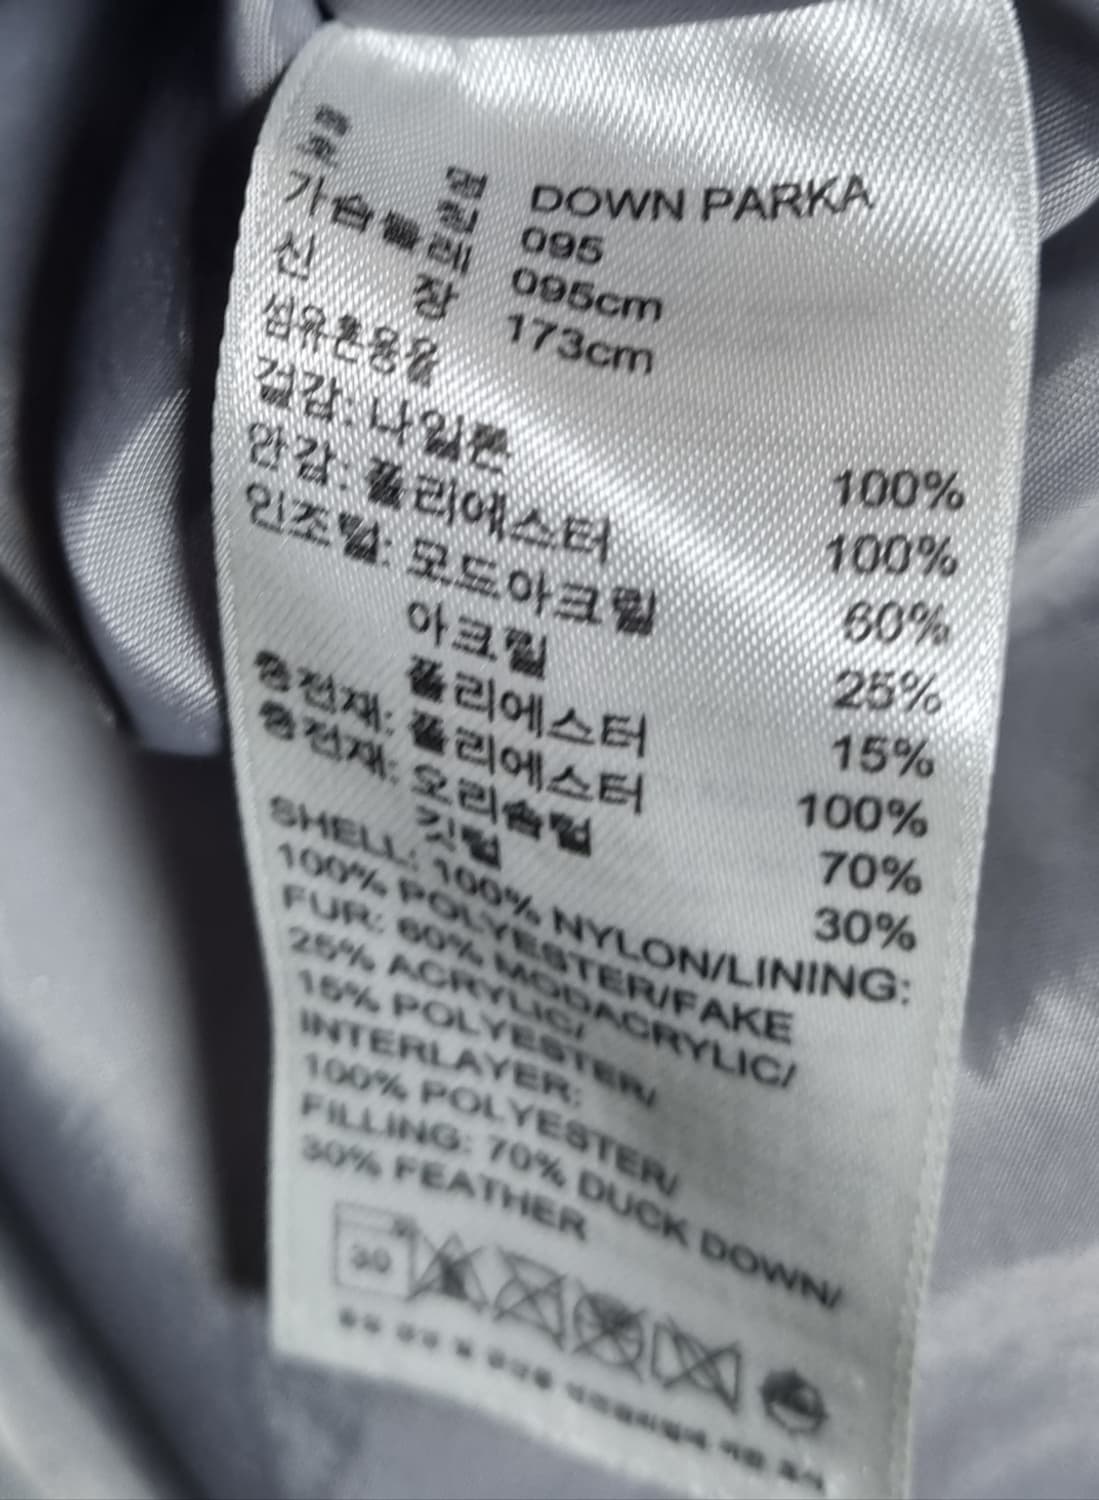 품 명 DOWN PARKA
호 칭 095
가슴둘레 095cm
신 장 173cm
섬유혼용율
겉감: 나일론 100%
안감: 폴리에스터 100%
인조털: 모드아크릴 60%
아크릴 25%
폴리에스터 15%
충전재: 폴리에스터 100%
충전재: 오리솜털 70%
깃털 30%
SHELL: 100% NYLON/LINING:
100% POLYESTER/FAKE
FUR: 60% MODACRYLIC/
25% ACRYLIC/
15% POLYESTER/
INTERLAYER:
100% POLYESTER/
FILLING: 70% DUCK DOWN/
30% FEATHER
30